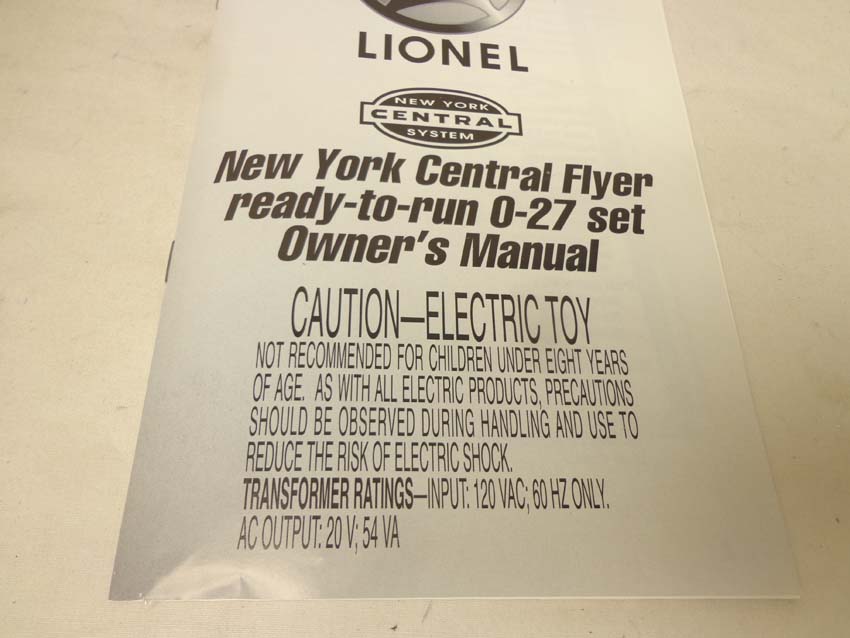 LIONEL
NEW YORK
CENTRAL
SYSTEM
New York Central Flyer
ready-to-run 0-27 set
Owner's Manual
CAUTION—ELECTRIC TOY
NOT RECOMMENDED FOR CHILDREN UNDER EIGHT YEARS
OF AGE. AS WITH ALL ELECTRIC PRODUCTS, PRECAUTIONS
SHOULD BE OBSERVED DURING HANDLING AND USE TO
REDUCE THE RISK OF ELECTRIC SHOCK.
TRANSFORMER RATINGS—INPUT: 120 VAC; 60 HZ ONLY.
AC OUTPUT: 20 V; 54 VA